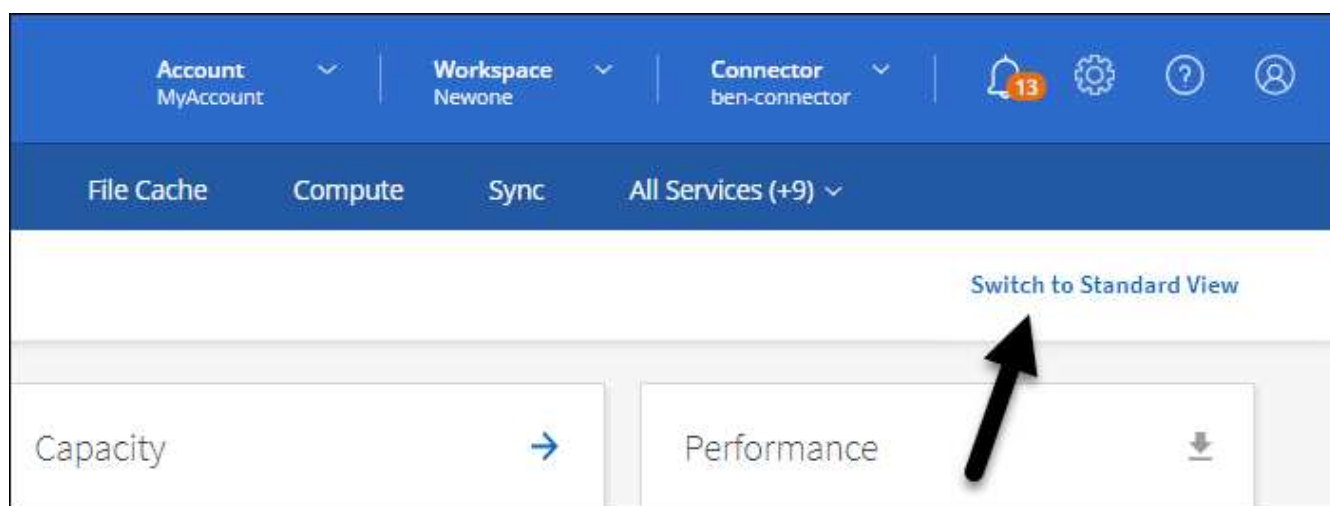 Account
MyAccount
Workspace
Newone
Connector
ben-connector
13
File Cache Compute Sync All Services (+9)
Switch to Standard View
Capacity
Performance